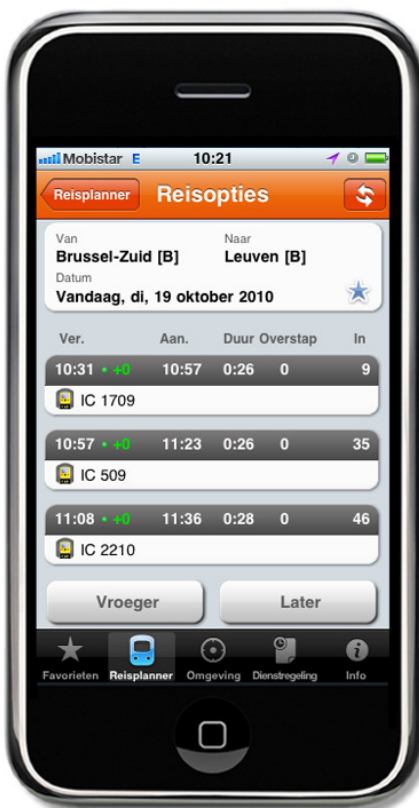 Mobistar E 10:21
Reisplanner Reisopties
Van Naar
Brussel-Zuid [B] Leuven [B]
Datum
Vandaag, di, 19 oktober 2010
Ver. Aan. Duur Overstap In
10:31 • +0 10:57 0:26 0 9
IC 1709
10:57 • +0 11:23 0:26 0 35
IC 509
11:08 • +0 11:36 0:28 0 46
IC 2210
Vroeger Later
Favorieten Reisplanner Omgeving Dienstregeling Info